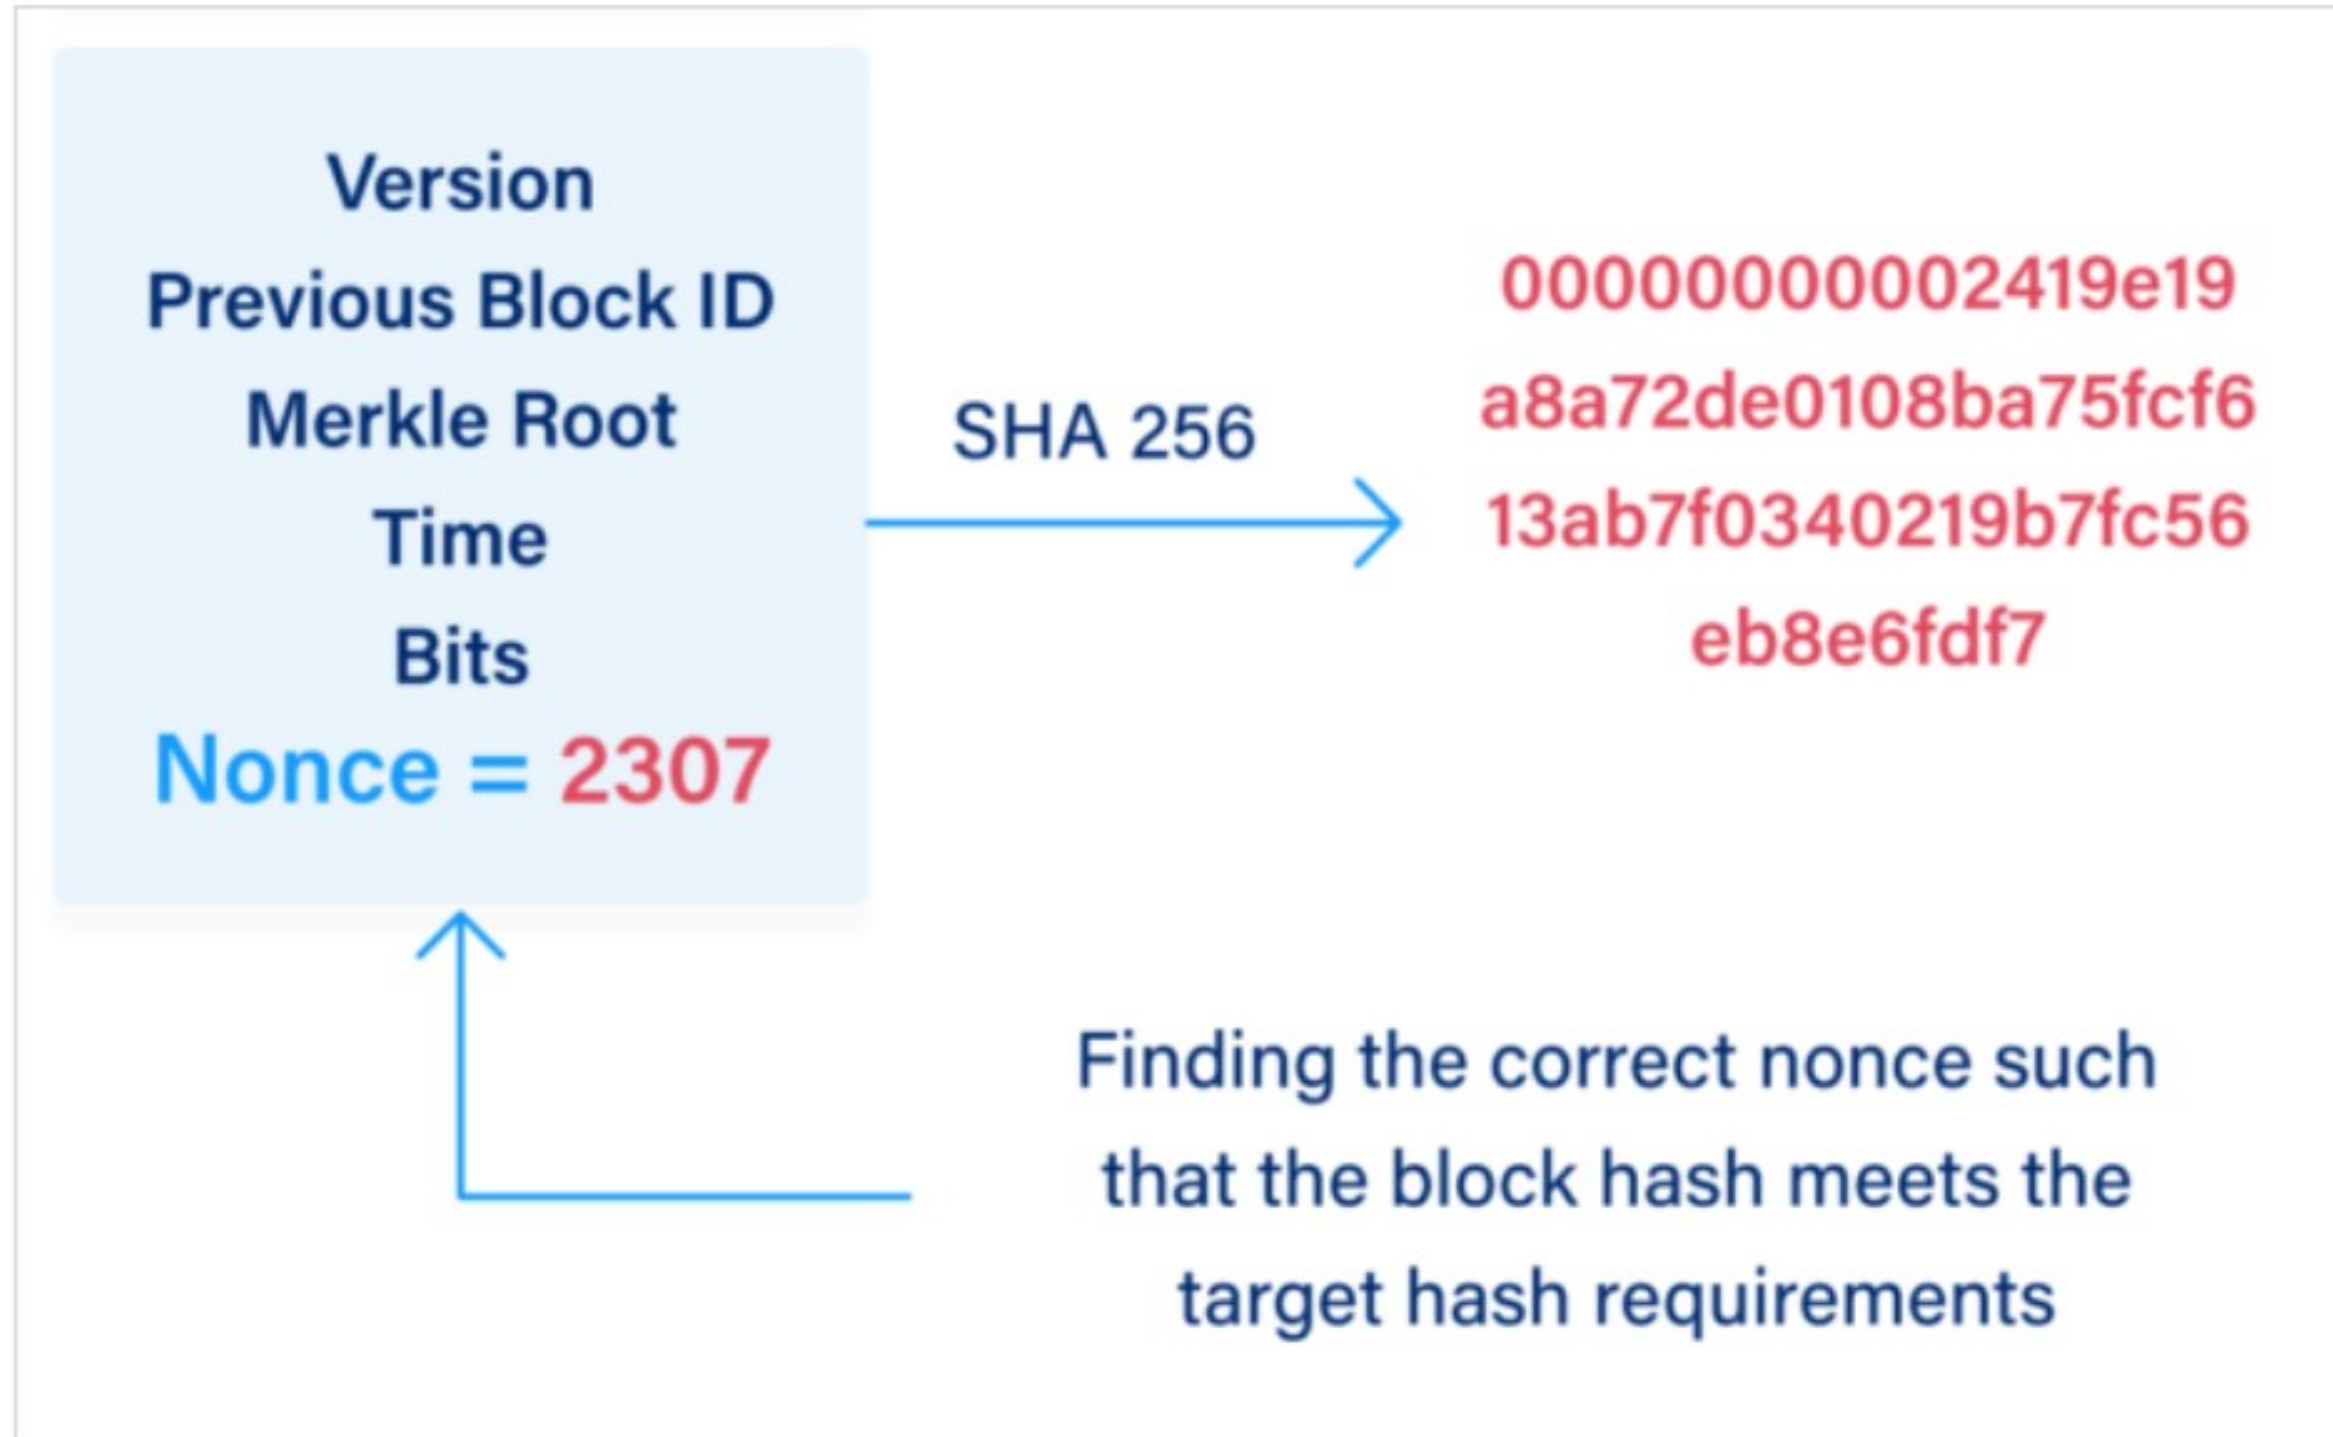 Version
Previous Block ID
Merkle Root
Time
Bits
Nonce = 2307
SHA 256
00000000002419e19
a8a72de0108ba75fcf6
13ab7f0340219b7fc56
eb8e6fdf7
Finding the correct nonce such
that the block hash meets the
target hash requirements